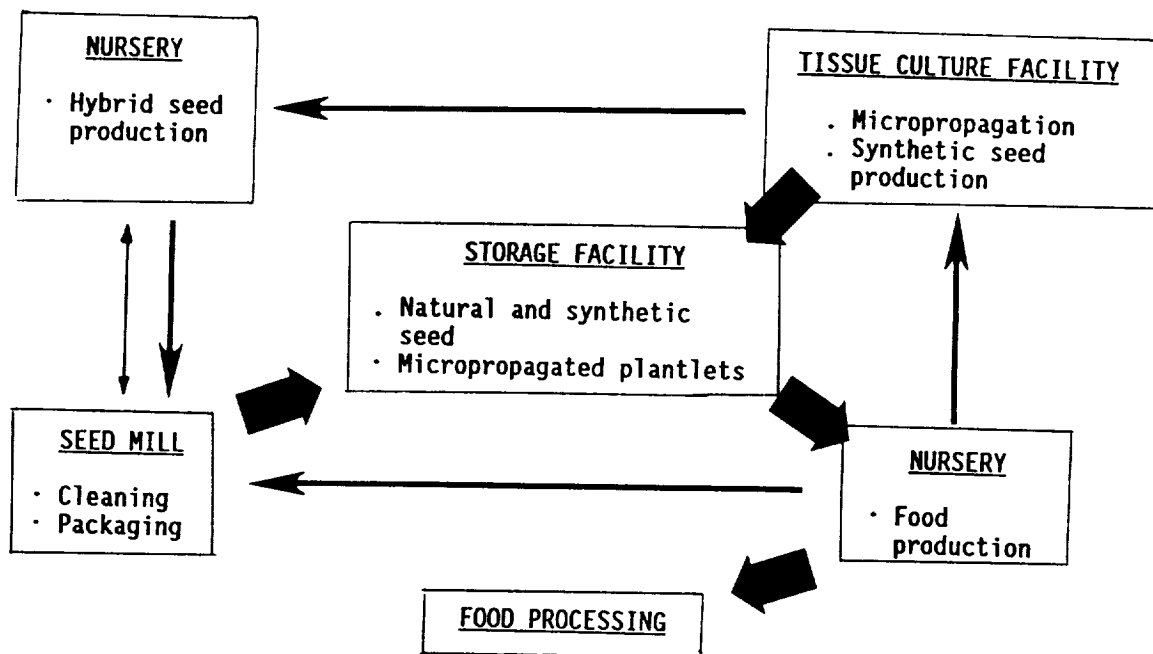 NURSERY
· Hybrid seed
production
TISSUE CULTURE FACILITY
. Micropropagation
. Synthetic seed
production
STORAGE FACILITY
. Natural and synthetic
seed
· Micropropagated plantlets
SEED MILL
· Cleaning
· Packaging
NURSERY
· Food
production
FOOD PROCESSING